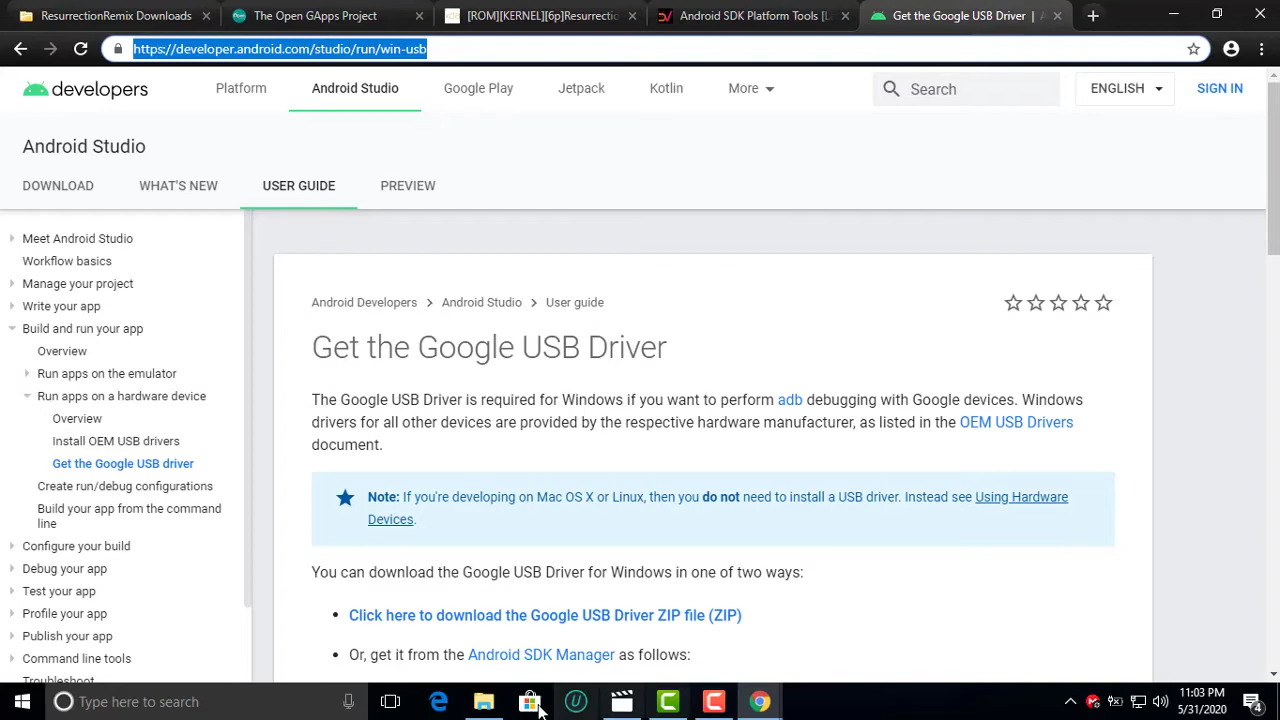 Resurrection Remix Downloads
The Open GApps Project
[ROM][KERNEL][6p]Resurrectio
Android SDK Platform Tools [La
Get the Google USB Driver | A
https://developer.android.com/studio/run/win-usb
developers
Platform
Android Studio
Google Play
Jetpack
Kotlin
More
Search
ENGLISH
SIGN IN
Android Studio
DOWNLOAD
WHAT'S NEW
USER GUIDE
PREVIEW
Meet Android Studio
Workflow basics
Manage your project
Write your app
Build and run your app
Overview
Run apps on the emulator
Run apps on a hardware device
Overview
Install OEM USB drivers
Get the Google USB driver
Create run/debug configurations
Build your app from the command
line
Configure your build
Debug your app
Test your app
Profile your app
Publish your app
Command line tools
Troubleshoot
Android Developers > Android Studio > User guide
Get the Google USB Driver
The Google USB Driver is required for Windows if you want to perform adb debugging with Google devices. Windows
drivers for all other devices are provided by the respective hardware manufacturer, as listed in the OEM USB Drivers
document.
Note: If you're developing on Mac OS X or Linux, then you do not need to install a USB driver. Instead see Using Hardware
Devices.
You can download the Google USB Driver for Windows in one of two ways:
• Click here to download the Google USB Driver ZIP file (ZIP)
• Or, get it from the Android SDK Manager as follows:
Type here to search
11:03 PM
5/31/2020
4